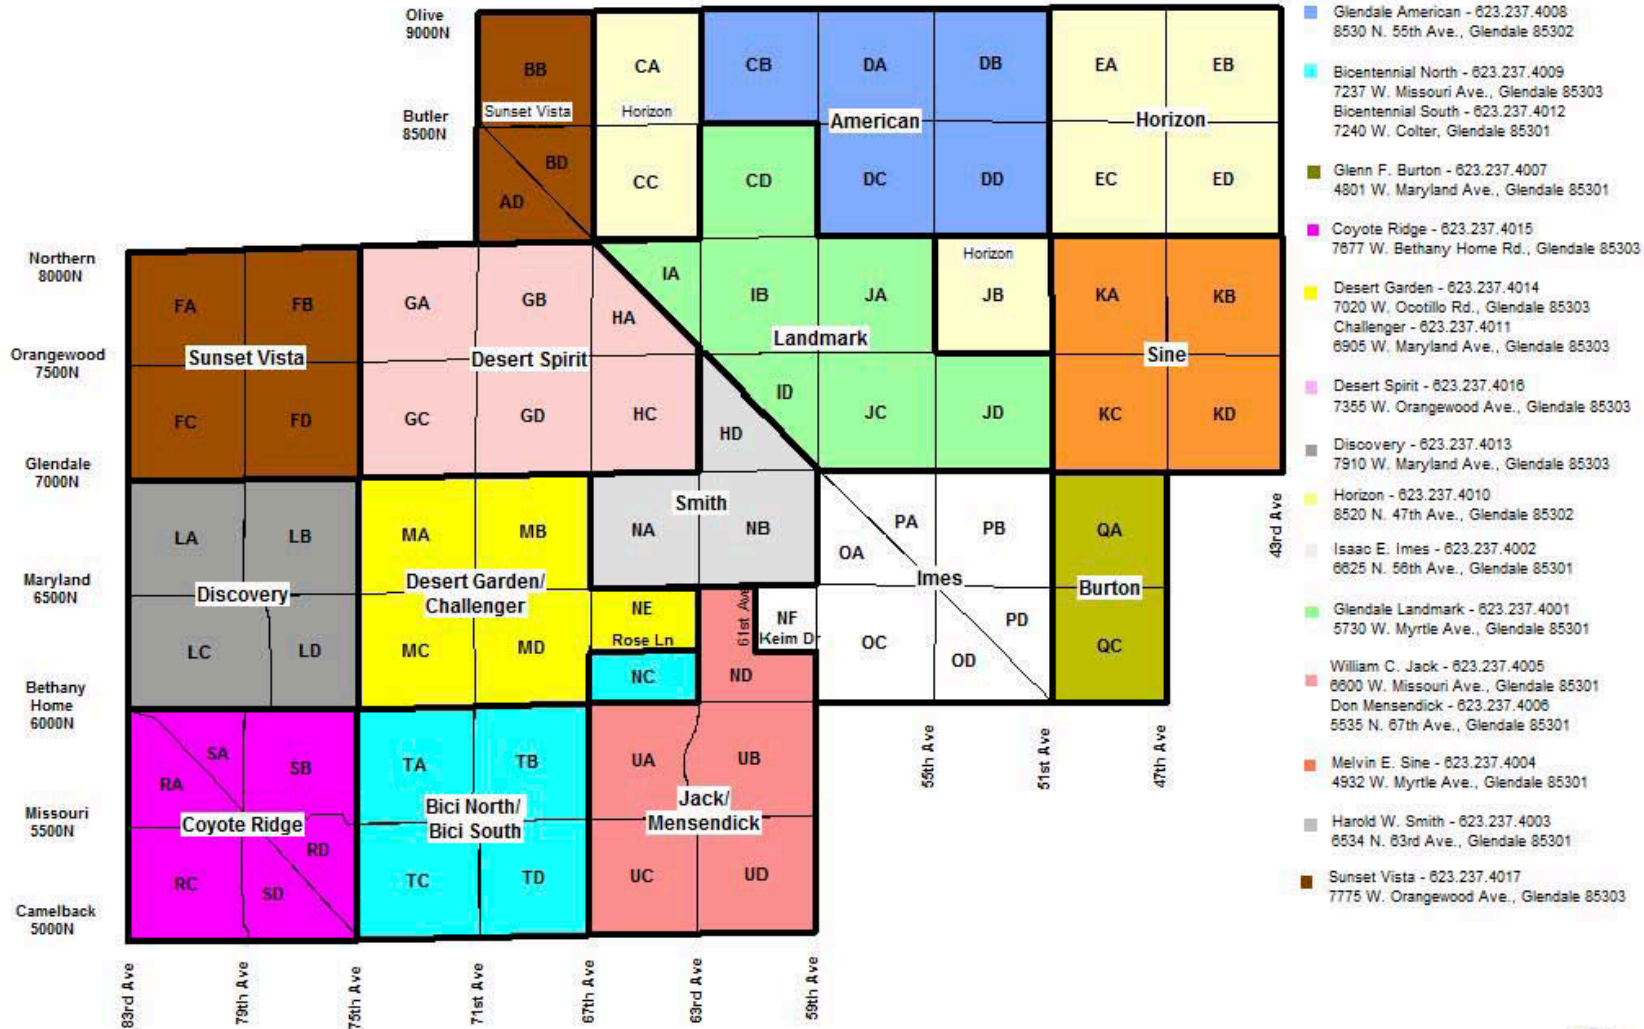 Olive
9000N
Butler
8500N
Northern
8000N
Orangewood
7500N
Glendale
7000N
Maryland
6500N
Bethany
Home
6000N
Missouri
5500N
Camelback
5000N
BB
CA
CB
DA
DB
EA
EB
Sunset Vista
Horizon
American
Horizon
BD
AD
CC
CD
DC
DD
EC
ED
Horizon
FA
FB
GA
GB
HA
IA
IB
JA
JB
KA
KB
Sunset Vista
Desert Spirit
Landmark
Sine
FC
FD
GC
GD
HC
HD
ID
JC
JD
KC
KD
Smith
LA
LB
MA
MB
NA
NB
OA
PA
PB
QA
Discovery
Desert Garden/
Challenger
Imes
Burton
NE
Rose Ln
61st Ave
NF
Keim Dr
LC
LD
MC
MD
NC
ND
OC
OD
PD
QC
SA
RA
SB
TA
TB
UA
UB
Coyote Ridge
Bici North/
Bici South
Jack/
Mensendick
RD
RC
SD
TC
TD
UC
UD
83rd Ave
79th Ave
75th Ave
71st Ave
67th Ave
63rd Ave
59th Ave
55th Ave
51st Ave
47th Ave
43rd Ave
Glendale American - 623.237.4008
8530 N. 55th Ave., Glendale 85302
Bicentennial North - 623.237.4009
7237 W. Missouri Ave., Glendale 85303
Bicentennial South - 623.237.4012
7240 W. Colter, Glendale 85301
Glenn F. Burton - 623.237.4007
4801 W. Maryland Ave., Glendale 85301
Coyote Ridge - 623.237.4015
7677 W. Bethany Home Rd., Glendale 85303
Desert Garden - 623.237.4014
7020 W. Ocotillo Rd., Glendale 85303
Challenger - 623.237.4011
6905 W. Maryland Ave., Glendale 85303
Desert Spirit - 623.237.4016
7355 W. Orangewood Ave., Glendale 85303
Discovery - 623.237.4013
7910 W. Maryland Ave., Glendale 85303
Horizon - 623.237.4010
8520 N. 47th Ave., Glendale 85302
Isaac E. Imes - 623.237.4002
6625 N. 56th Ave., Glendale 85301
Glendale Landmark - 623.237.4001
5730 W. Myrtle Ave., Glendale 85301
William C. Jack - 623.237.4005
6600 W. Missouri Ave., Glendale 85301
Don Mensendick - 623.237.4006
5535 N. 67th Ave., Glendale 85301
Melvin E. Sine - 623.237.4004
4932 W. Myrtle Ave., Glendale 85301
Harold W. Smith - 623.237.4003
6534 N. 63rd Ave., Glendale 85301
Sunset Vista - 623.237.4017
7775 W. Orangewood Ave., Glendale 85303